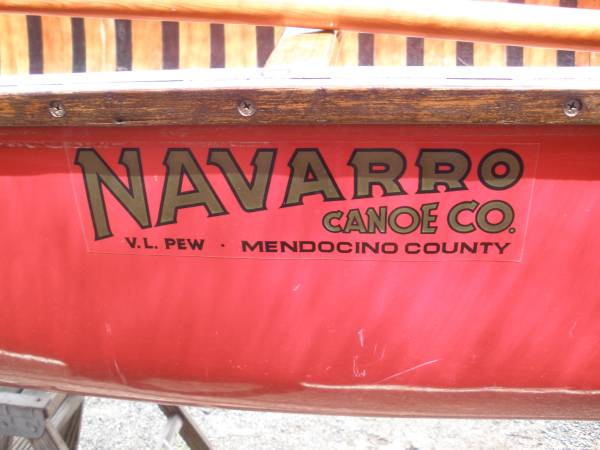 NAVARRO
CANOE CO.
V.L. PEW · MENDOCINO COUNTY